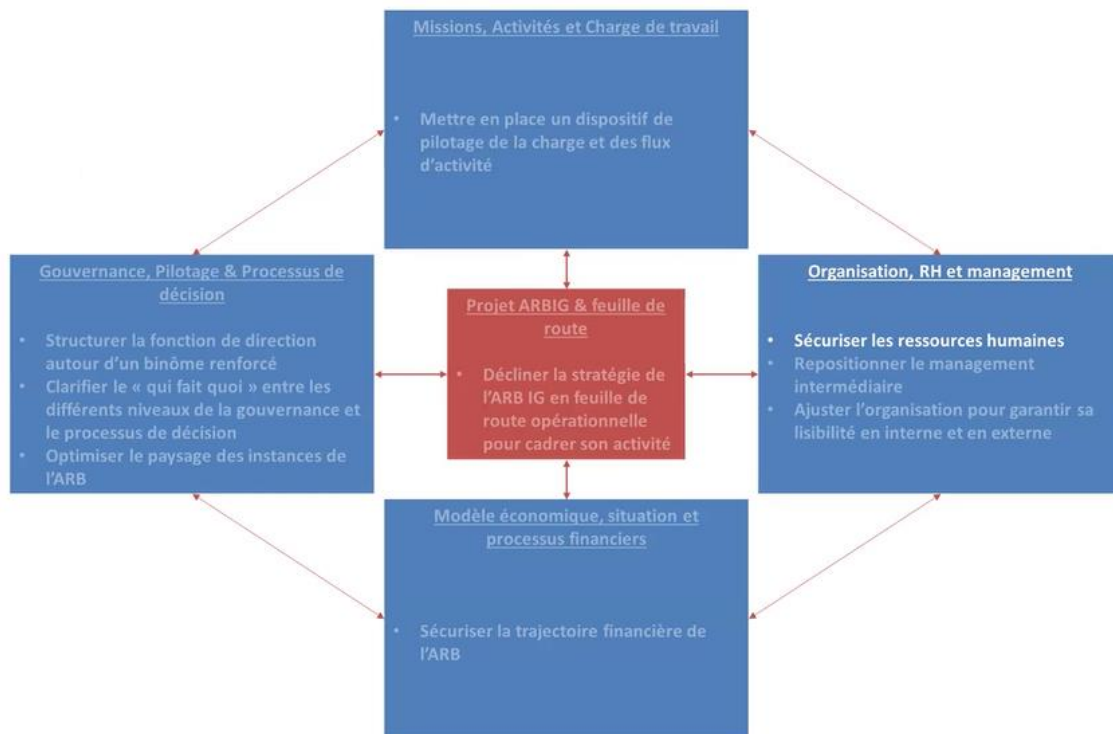 Missions, Activités et Charge de travail
• Mettre en place un dispositif de
pilotage de la charge et des flux
d'activité
Gouvernance, Pilotage & Processus de
décision
• Structurer la fonction de direction
autour d'un binôme renforcé
• Clarifier le « qui fait quoi » entre les
différents niveaux de la gouvernance et
le processus de décision
• Optimiser le paysage des instances de
l'ARB
Projet ARBIG & feuille de
route
• Décliner la stratégie de
l'ARB IG en feuille de
route opérationnelle
pour cadrer son activité
Organisation, RH et management
• Sécuriser les ressources humaines
• Repositionner le management
intermédiaire
• Ajuster l'organisation pour garantir sa
lisibilité en interne et en externe
Modèle économique, situation et
processus financiers
• Sécuriser la trajectoire financière de
l'ARB